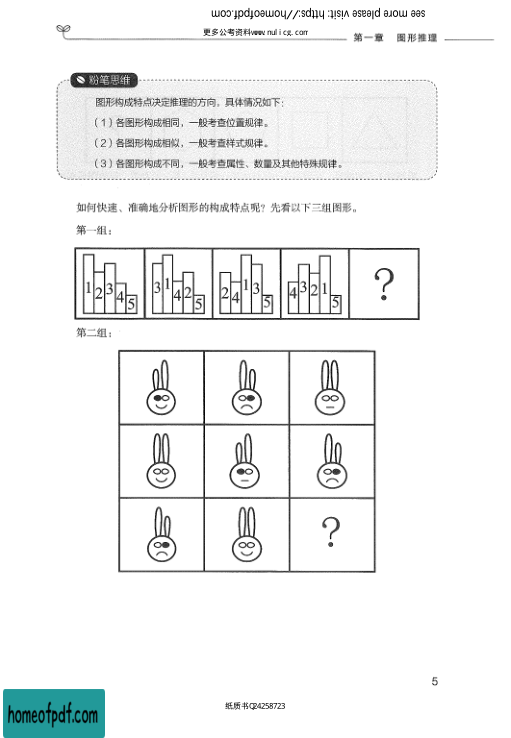 see more please visit: https://homeofpdf.com
更多公考资料www.nulicg.com
第一章 图形推理
粉笔思维
图形构成特点决定推理的方向，具体情况如下：
（1）各图形构成相同，一般考查位置规律。
（2）各图形构成相似，一般考查样式规律。
（3）各图形构成不同，一般考查属性、数量及其他特殊规律。
如何快速、准确地分析图形的构成特点呢？先看以下三组图形。
第一组：
1 2 3 4 5
3 1 4 2 5
2 4 1 3 5
4 3 2 1 5
?
第二组：
?
5
homeofpdf.com
纸质书Q24258723